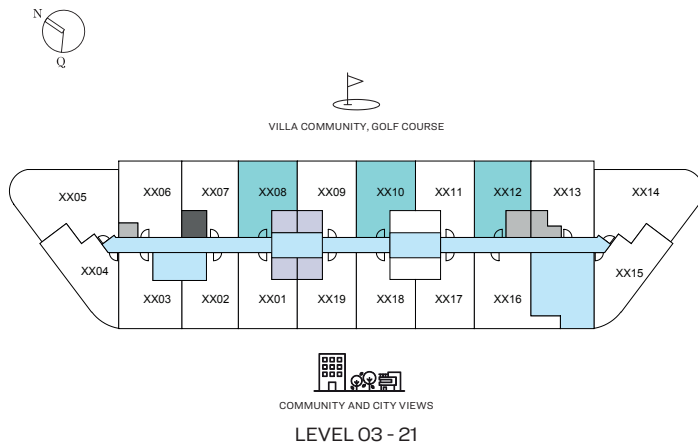 N
Q
VILLA COMMUNITY, GOLF COURSE
XX05 XX06 XX07 XX08 XX09 XX10 XX11 XX12 XX13 XX14
XX04 XX15
XX03 XX02 XX01 XX19 XX18 XX17 XX16
COMMUNITY AND CITY VIEWS
LEVEL 03 - 21